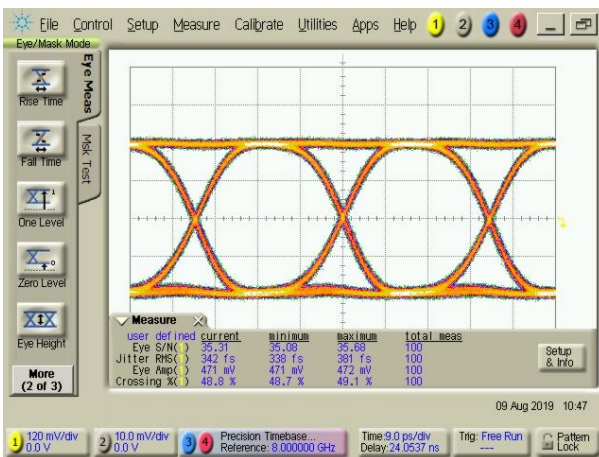 File Control Setup Measure Calibrate Utilities Apps Help 1 2 3 4
Eye/Mask Mode
Eye Meas
Msk Test
Rise Time
Fall Time
One Level
Zero Level
Eye Height
More
(2 of 3)
Measure
user defined current minimum maximum total meas
Eye S/N(1) 35.31 35.08 35.68 100
Jitter RMS(1) 342 fs 338 fs 381 fs 100
Eye Amp(1) 471 mV 471 mV 472 mV 100
Crossing %(1) 48.8 % 48.7 % 49.1 % 100
Setup
& Info
09 Aug 2019 10:47
1 120 mV/div
0.0 V
2 10.0 mV/div
0.0 V
3 4 Precision Timebase...
Reference: 8.000000 GHz
Time:9.0 ps/div
Delay:24.0537 ns
Trig: Free Run
---
Pattern
Lock